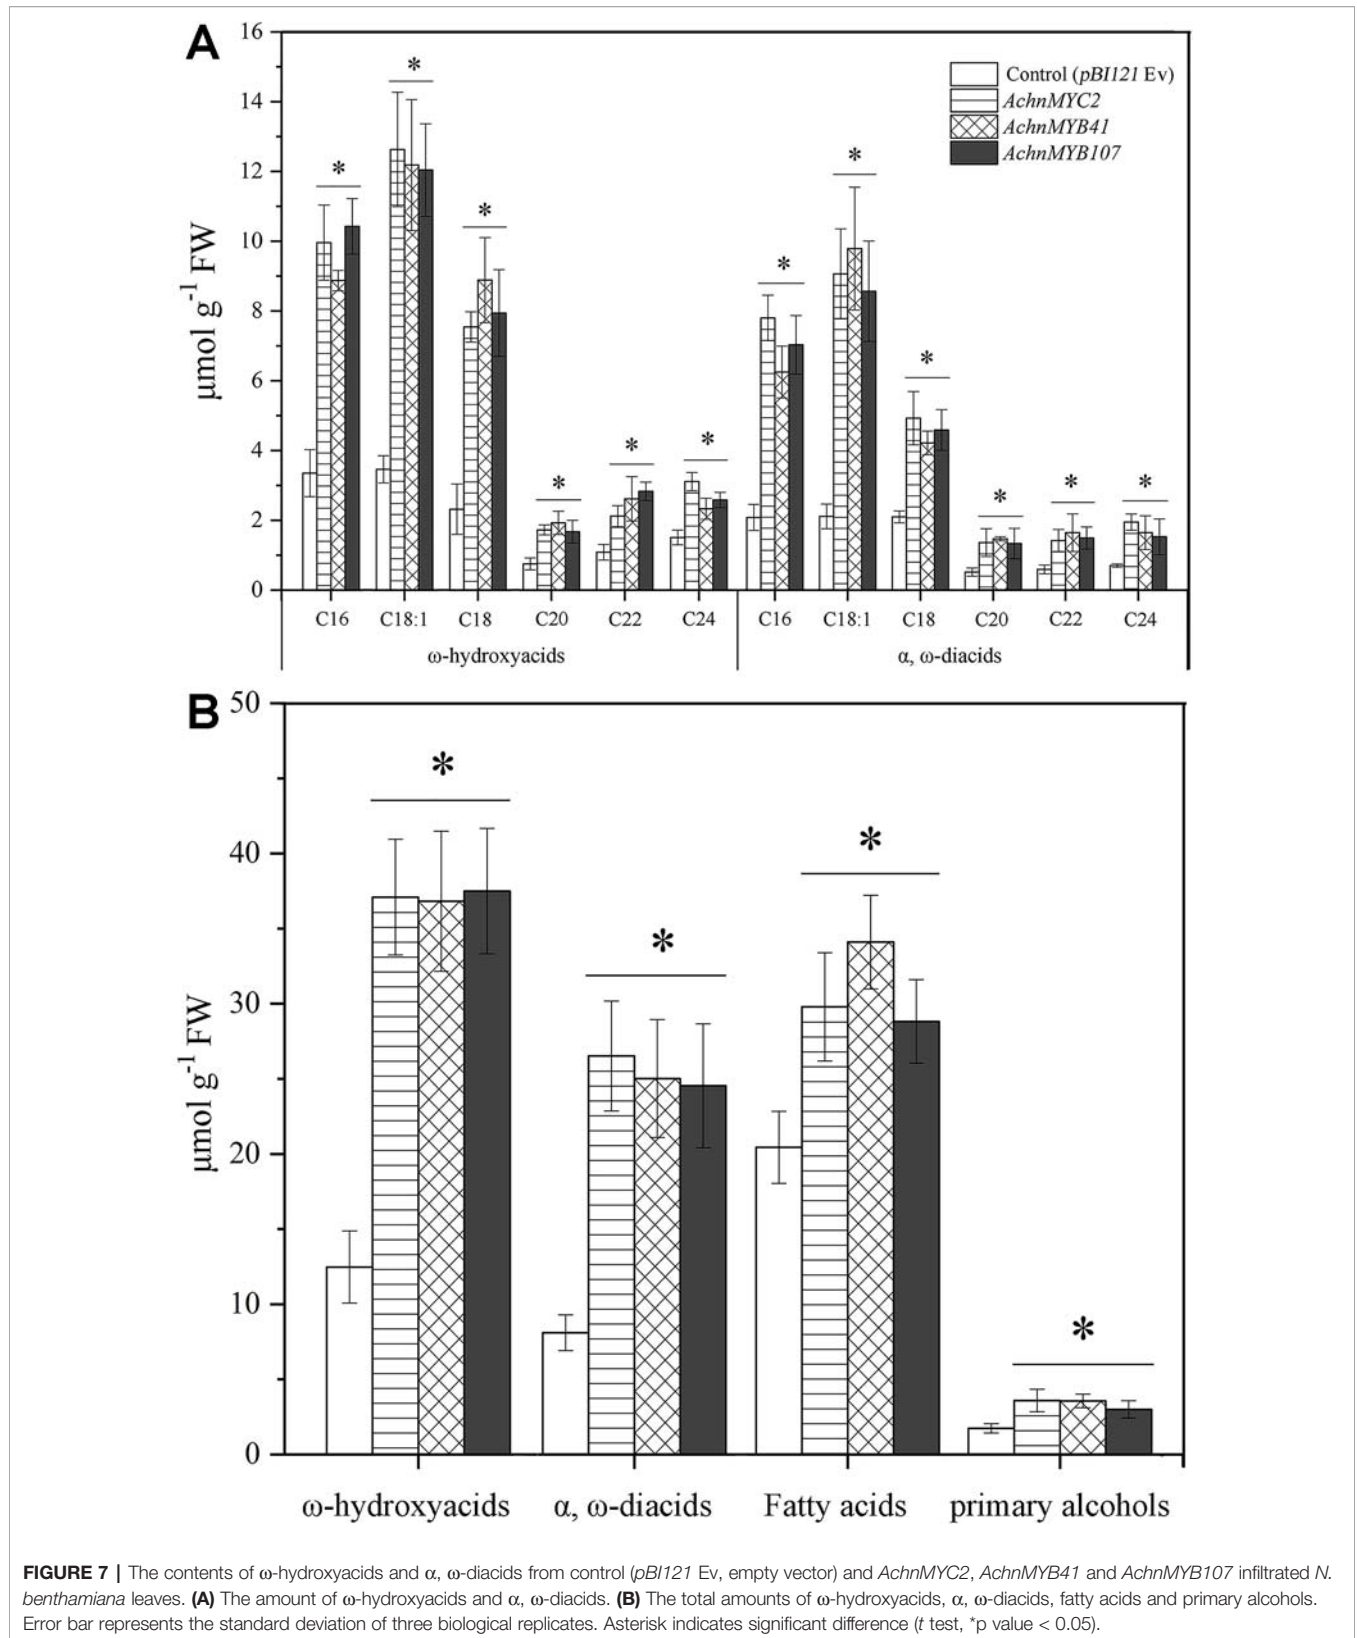 A
16
14
12
10
8
6
4
2
0
µmol g-1 FW
Control (pBI121 Ev)
AchnMYC2
AchnMYB41
AchnMYB107
* * * * * * * * * * * *
C16 C18:1 C18 C20 C22 C24 C16 C18:1 C18 C20 C22 C24
ω-hydroxyacids α, ω-diacids
B
50
40
30
20
10
0
µmol g-1 FW
* * * *
ω-hydroxyacids α, ω-diacids Fatty acids primary alcohols
FIGURE 7 | The contents of ω-hydroxyacids and α, ω-diacids from control (pBI121 Ev, empty vector) and AchnMYC2, AchnMYB41 and AchnMYB107 infiltrated N.
benthamiana leaves. (A) The amount of ω-hydroxyacids and α, ω-diacids. (B) The total amounts of ω-hydroxyacids, α, ω-diacids, fatty acids and primary alcohols.
Error bar represents the standard deviation of three biological replicates. Asterisk indicates significant difference (t test, *p value < 0.05).